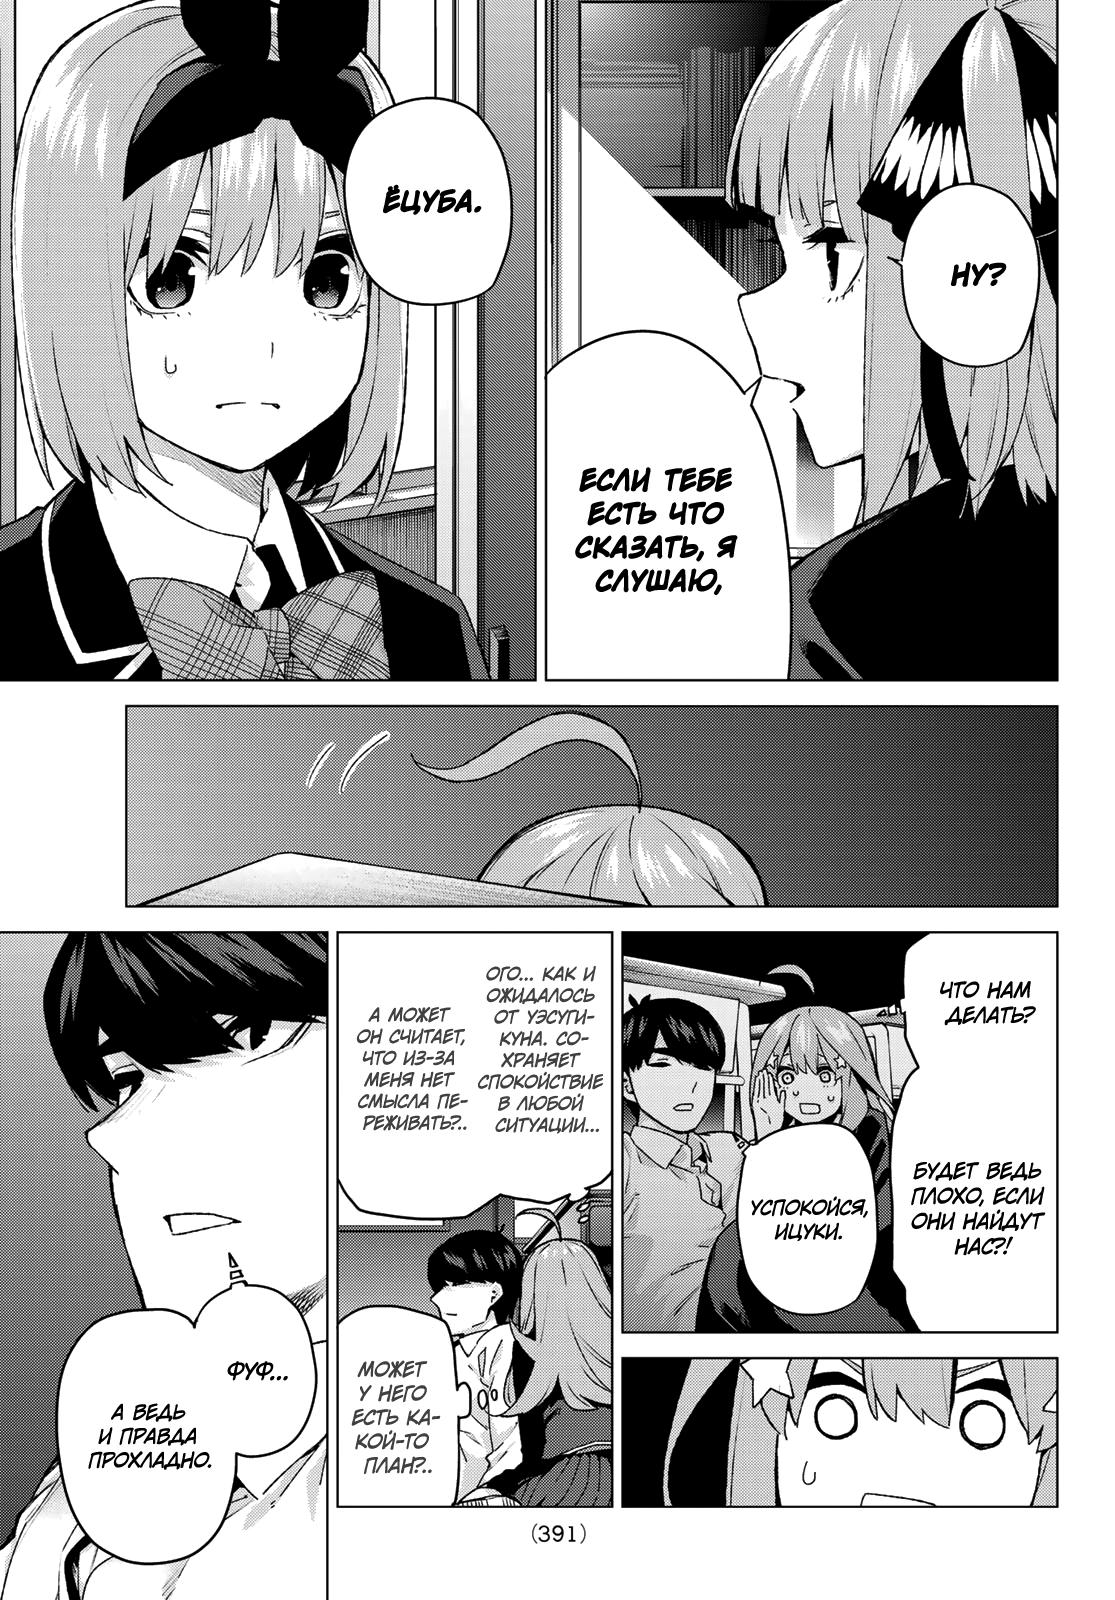 НУ?
ЕСЛИ ТЕБЕ
ЕСТЬ ЧТО
СКАЗАТЬ, Я
СЛУШАЮ,
ЁЦУБА.
ЧТО НАМ
ДЕЛАТЬ?
БУДЕТ ВЕДЬ
ПЛОХО, ЕСЛИ
ОНИ НАЙДУТ
НАС?!
УСПОКОЙСЯ,
ИЦУКИ.
ОГО... КАК И
ОЖИДАЛОСЬ
ОТ УЭСУГИ-
КУНА. СО-
ХРАНЯЕТ
СПОКОЙСТВИЕ
В ЛЮБОЙ
СИТУАЦИИ...
А МОЖЕТ
ОН СЧИТАЕТ,
ЧТО ИЗ-ЗА
МЕНЯ НЕТ
СМЫСЛА ПЕ-
РЕЖИВАТЬ?..
МОЖЕТ
У НЕГО
ЕСТЬ КА-
КОЙ-ТО
ПЛАН?..
ФУФ...
А ВЕДЬ
И ПРАВДА
ПРОХЛАДНО.
(391)